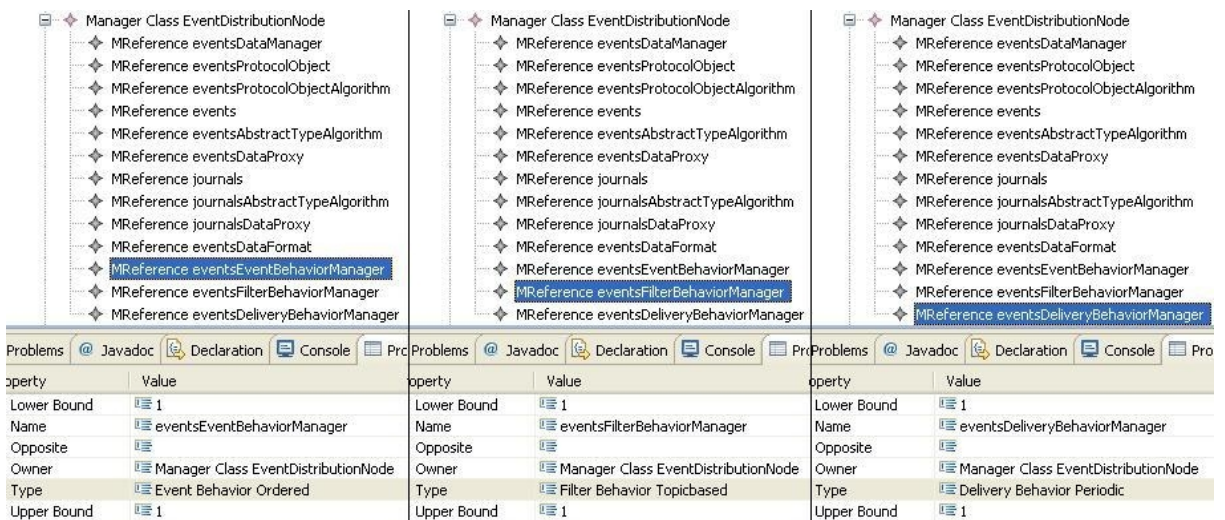 Manager Class EventDistributionNode
MReference eventsDataManager
MReference eventsProtocolObject
MReference eventsProtocolObjectAlgorithm
MReference events
MReference eventsAbstractTypeAlgorithm
MReference eventsDataProxy
MReference journals
MReference journalsAbstractTypeAlgorithm
MReference journalsDataProxy
MReference eventsDataFormat
MReference eventsEventBehaviorManager
MReference eventsFilterBehaviorManager
MReference eventsDeliveryBehaviorManager
Problems @ Javadoc Declaration Console Pro
operty Value
Lower Bound 1
Name eventsEventBehaviorManager
Opposite
Owner Manager Class EventDistributionNode
Type Event Behavior Ordered
Upper Bound 1
Manager Class EventDistributionNode
MReference eventsDataManager
MReference eventsProtocolObject
MReference eventsProtocolObjectAlgorithm
MReference events
MReference eventsAbstractTypeAlgorithm
MReference eventsDataProxy
MReference journals
MReference journalsAbstractTypeAlgorithm
MReference journalsDataProxy
MReference eventsDataFormat
MReference eventsEventBehaviorManager
MReference eventsFilterBehaviorManager
MReference eventsDeliveryBehaviorManager
Problems @ Javadoc Declaration Console Pro
operty Value
Lower Bound 1
Name eventsFilterBehaviorManager
Opposite
Owner Manager Class EventDistributionNode
Type Filter Behavior Topicbased
Upper Bound 1
Manager Class EventDistributionNode
MReference eventsDataManager
MReference eventsProtocolObject
MReference eventsProtocolObjectAlgorithm
MReference events
MReference eventsAbstractTypeAlgorithm
MReference eventsDataProxy
MReference journals
MReference journalsAbstractTypeAlgorithm
MReference journalsDataProxy
MReference eventsDataFormat
MReference eventsEventBehaviorManager
MReference eventsFilterBehaviorManager
MReference eventsDeliveryBehaviorManager
Problems @ Javadoc Declaration Console Pro
operty Value
Lower Bound 1
Name eventsDeliveryBehaviorManager
Opposite
Owner Manager Class EventDistributionNode
Type Delivery Behavior Periodic
Upper Bound 1